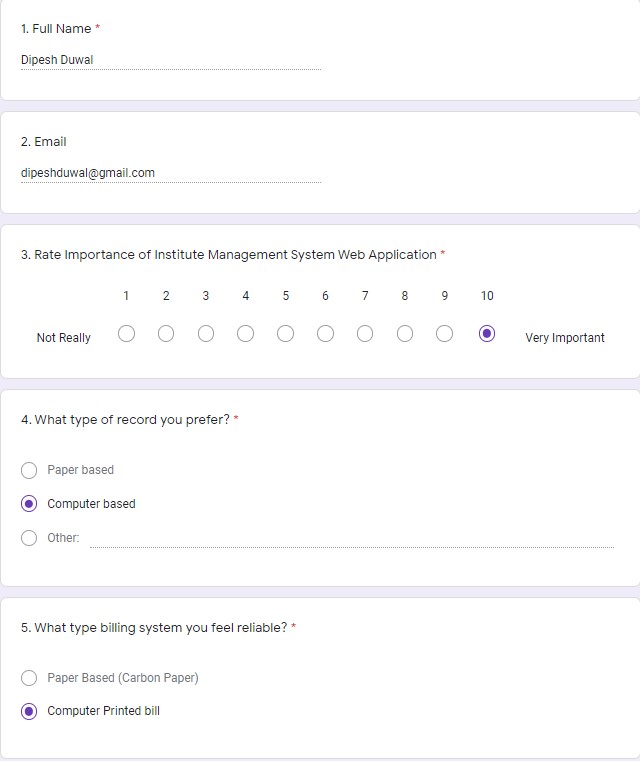 1. Full Name *
Dipesh Duwal
2. Email
dipeshduwal@gmail.com
3. Rate Importance of Institute Management System Web Application *
1 2 3 4 5 6 7 8 9 10
Not Really Very Important
4. What type of record you prefer? *
Paper based
Computer based
Other:
5. What type billing system you feel reliable? *
Paper Based (Carbon Paper)
Computer Printed bill